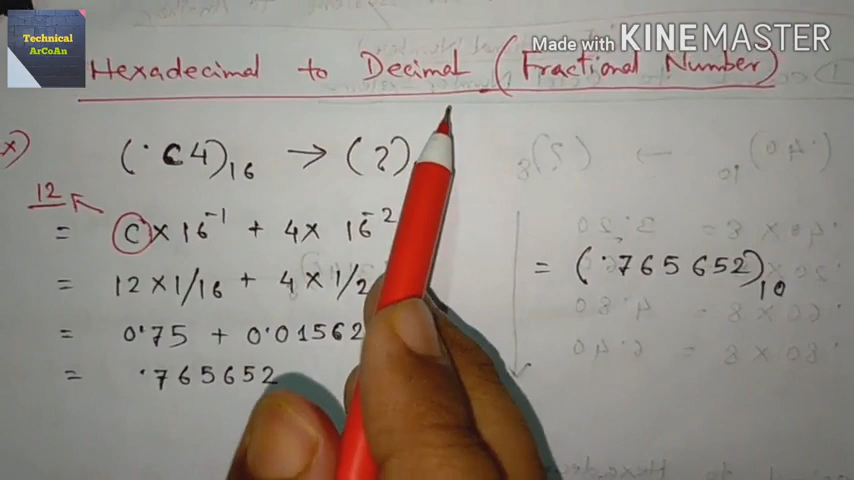 Technical
ArCoAn
Made with KINEMASTER
Hexadecimal to Decimal (Fractional Number)
x) (·C4)16 → (?)
12
= C × 16^-1 + 4 × 16^-2
= 12 × 1/16 + 4 × 1/2
= 0·75 + 0·01562
= ·765652
= (·765652)10